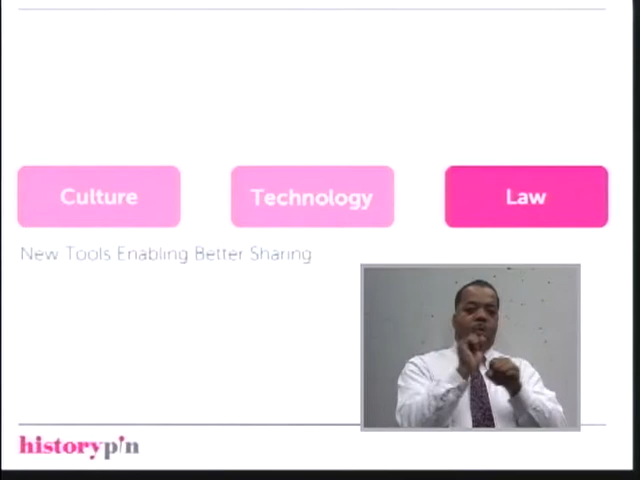 Culture
Technology
Law
New Tools Enabling Better Sharing
historypin